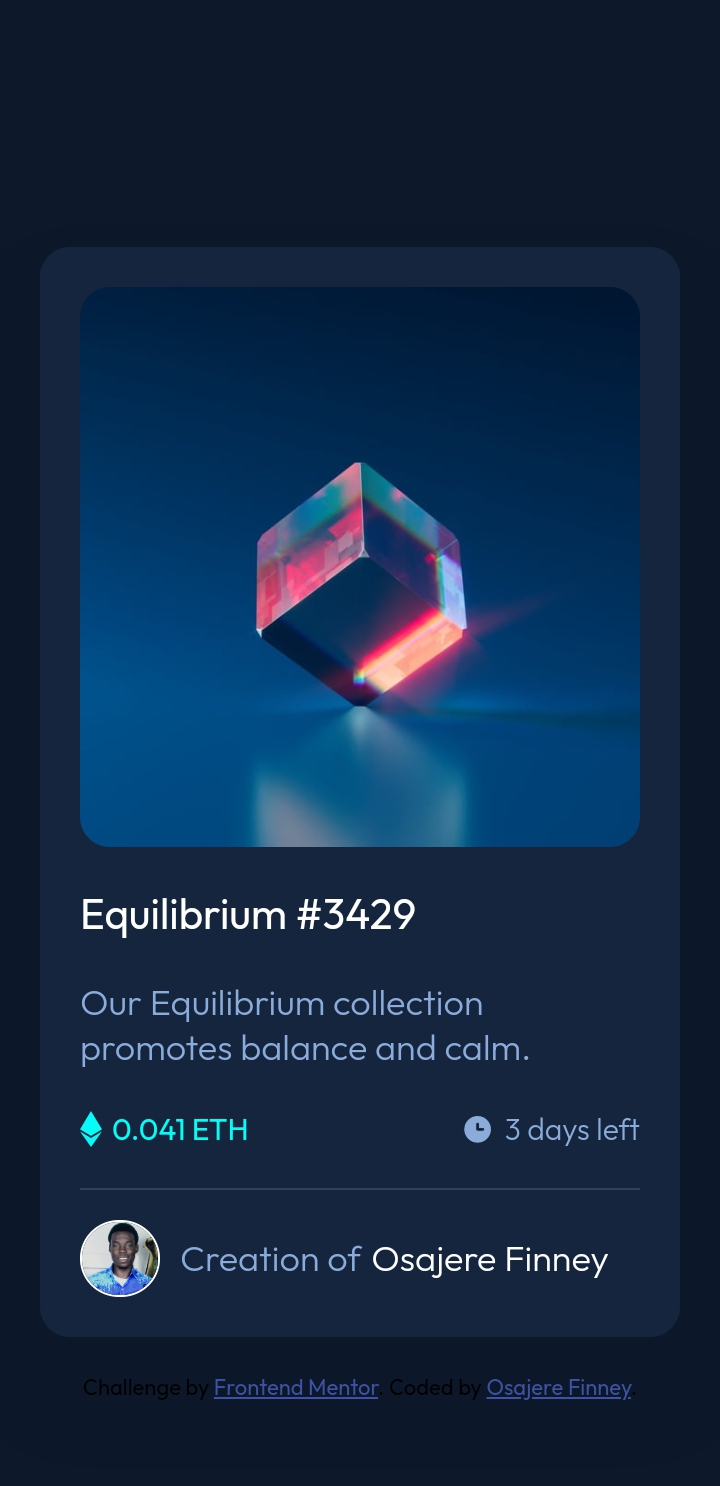 Equilibrium #3429
Our Equilibrium collection
promotes balance and calm.
0.041 ETH
3 days left
Creation of Osajere Finney
Challenge by Frontend Mentor. Coded by Osajere Finney.